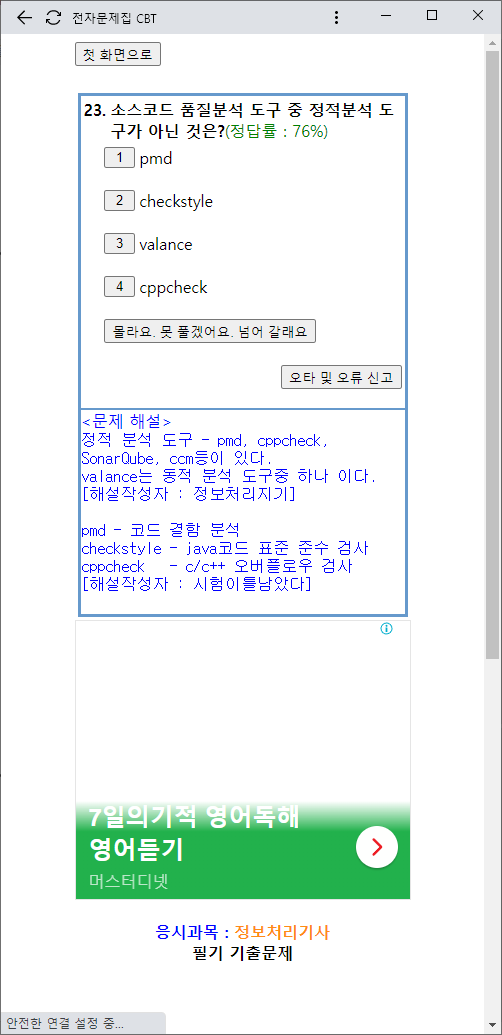 전자문제집 CBT
첫 화면으로
23. 소스코드 품질분석 도구 중 정적분석 도
구가 아닌 것은?(정답률 : 76%)
1 pmd
2 checkstyle
3 valance
4 cppcheck
몰라요. 못 풀겠어요. 넘어 갈래요
오타 및 오류 신고
<문제 해설>
정적 분석 도구 - pmd, cppcheck,
SonarQube, ccm등이 있다.
valance는 동적 분석 도구중 하나 이다.
[해설작성자 : 정보처리지기]
pmd - 코드 결함 분석
checkstyle - java코드 표준 준수 검사
cppcheck - c/c++ 오버플로우 검사
[해설작성자 : 시험이틀남았다]
7일의기적 영어독해
영어듣기
머스터디넷
응시과목 : 정보처리기사
필기 기출문제
안전한 연결 설정 중...